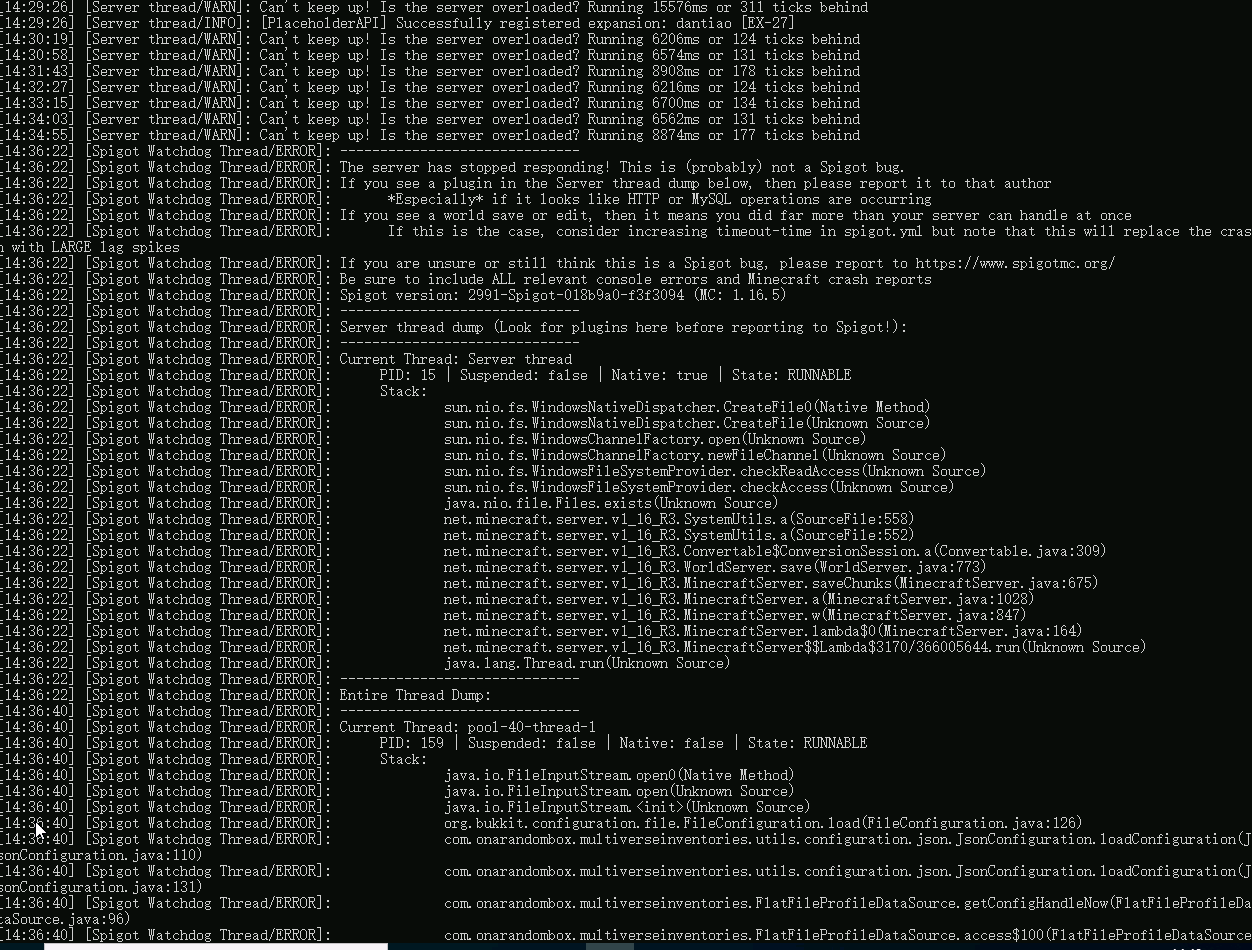 [14:29:26] [Server thread/WARN]: Can't keep up! Is the server overloaded? Running 15576ms or 311 ticks behind
[14:29:26] [Server thread/INFO]: [PlaceholderAPI] Successfully registered expansion: dantiao [EX-27]
[14:30:19] [Server thread/WARN]: Can't keep up! Is the server overloaded? Running 6206ms or 124 ticks behind
[14:30:58] [Server thread/WARN]: Can't keep up! Is the server overloaded? Running 6574ms or 131 ticks behind
[14:31:43] [Server thread/WARN]: Can't keep up! Is the server overloaded? Running 8908ms or 178 ticks behind
[14:32:27] [Server thread/WARN]: Can't keep up! Is the server overloaded? Running 6216ms or 124 ticks behind
[14:33:15] [Server thread/WARN]: Can't keep up! Is the server overloaded? Running 6700ms or 134 ticks behind
[14:34:03] [Server thread/WARN]: Can't keep up! Is the server overloaded? Running 6562ms or 131 ticks behind
[14:34:55] [Server thread/WARN]: Can't keep up! Is the server overloaded? Running 8874ms or 177 ticks behind
[14:36:22] [Spigot Watchdog Thread/ERROR]: ------------------------------
[14:36:22] [Spigot Watchdog Thread/ERROR]: The server has stopped responding! This is (probably) not a Spigot bug.
[14:36:22] [Spigot Watchdog Thread/ERROR]: If you see a plugin in the Server thread dump below, then please report it to that author
[14:36:22] [Spigot Watchdog Thread/ERROR]: *Especially* if it looks like HTTP or MySQL operations are occurring
[14:36:22] [Spigot Watchdog Thread/ERROR]: If you see a world save or edit, then it means you did far more than your server can handle at once
[14:36:22] [Spigot Watchdog Thread/ERROR]: If this is the case, consider increasing timeout-time in spigot.yml but note that this will replace the cras
h with LARGE lag spikes
[14:36:22] [Spigot Watchdog Thread/ERROR]: If you are unsure or still think this is a Spigot bug, please report to https://www.spigotmc.org/
[14:36:22] [Spigot Watchdog Thread/ERROR]: Be sure to include ALL relevant console errors and Minecraft crash reports
[14:36:22] [Spigot Watchdog Thread/ERROR]: Spigot version: 2991-Spigot-018b9a0-f3f3094 (MC: 1.16.5)
[14:36:22] [Spigot Watchdog Thread/ERROR]: ------------------------------
[14:36:22] [Spigot Watchdog Thread/ERROR]: Server thread dump (Look for plugins here before reporting to Spigot!):
[14:36:22] [Spigot Watchdog Thread/ERROR]: ------------------------------
[14:36:22] [Spigot Watchdog Thread/ERROR]: Current Thread: Server thread
[14:36:22] [Spigot Watchdog Thread/ERROR]: PID: 15 | Suspended: false | Native: true | State: RUNNABLE
[14:36:22] [Spigot Watchdog Thread/ERROR]: Stack:
[14:36:22] [Spigot Watchdog Thread/ERROR]: sun.nio.fs.WindowsNativeDispatcher.CreateFile0(Native Method)
[14:36:22] [Spigot Watchdog Thread/ERROR]: sun.nio.fs.WindowsNativeDispatcher.CreateFile(Unknown Source)
[14:36:22] [Spigot Watchdog Thread/ERROR]: sun.nio.fs.WindowsChannelFactory.open(Unknown Source)
[14:36:22] [Spigot Watchdog Thread/ERROR]: sun.nio.fs.WindowsChannelFactory.newFileChannel(Unknown Source)
[14:36:22] [Spigot Watchdog Thread/ERROR]: sun.nio.fs.WindowsFileSystemProvider.checkReadAccess(Unknown Source)
[14:36:22] [Spigot Watchdog Thread/ERROR]: sun.nio.fs.WindowsFileSystemProvider.checkAccess(Unknown Source)
[14:36:22] [Spigot Watchdog Thread/ERROR]: java.nio.file.Files.exists(Unknown Source)
[14:36:22] [Spigot Watchdog Thread/ERROR]: net.minecraft.server.v1_16_R3.SystemUtils.a(SourceFile:558)
[14:36:22] [Spigot Watchdog Thread/ERROR]: net.minecraft.server.v1_16_R3.SystemUtils.a(SourceFile:552)
[14:36:22] [Spigot Watchdog Thread/ERROR]: net.minecraft.server.v1_16_R3.Convertable$ConversionSession.a(Convertable.java:309)
[14:36:22] [Spigot Watchdog Thread/ERROR]: net.minecraft.server.v1_16_R3.WorldServer.save(WorldServer.java:773)
[14:36:22] [Spigot Watchdog Thread/ERROR]: net.minecraft.server.v1_16_R3.MinecraftServer.saveChunks(MinecraftServer.java:675)
[14:36:22] [Spigot Watchdog Thread/ERROR]: net.minecraft.server.v1_16_R3.MinecraftServer.a(MinecraftServer.java:1028)
[14:36:22] [Spigot Watchdog Thread/ERROR]: net.minecraft.server.v1_16_R3.MinecraftServer.w(MinecraftServer.java:847)
[14:36:22] [Spigot Watchdog Thread/ERROR]: net.minecraft.server.v1_16_R3.MinecraftServer.lambda$0(MinecraftServer.java:164)
[14:36:22] [Spigot Watchdog Thread/ERROR]: net.minecraft.server.v1_16_R3.MinecraftServer$$Lambda$3170/366005644.run(Unknown Source)
[14:36:22] [Spigot Watchdog Thread/ERROR]: java.lang.Thread.run(Unknown Source)
[14:36:22] [Spigot Watchdog Thread/ERROR]: ------------------------------
[14:36:22] [Spigot Watchdog Thread/ERROR]: Entire Thread Dump:
[14:36:40] [Spigot Watchdog Thread/ERROR]: ------------------------------
[14:36:40] [Spigot Watchdog Thread/ERROR]: Current Thread: pool-40-thread-1
[14:36:40] [Spigot Watchdog Thread/ERROR]: PID: 159 | Suspended: false | Native: false | State: RUNNABLE
[14:36:40] [Spigot Watchdog Thread/ERROR]: Stack:
[14:36:40] [Spigot Watchdog Thread/ERROR]: java.io.FileInputStream.open0(Native Method)
[14:36:40] [Spigot Watchdog Thread/ERROR]: java.io.FileInputStream.open(Unknown Source)
[14:36:40] [Spigot Watchdog Thread/ERROR]: java.io.FileInputStream.<init>(Unknown Source)
[14:36:40] [Spigot Watchdog Thread/ERROR]: org.bukkit.configuration.file.FileConfiguration.load(FileConfiguration.java:126)
[14:36:40] [Spigot Watchdog Thread/ERROR]: com.onarandombox.multiverseinventories.utils.configuration.json.JsonConfiguration.loadConfiguration(J
sonConfiguration.java:110)
[14:36:40] [Spigot Watchdog Thread/ERROR]: com.onarandombox.multiverseinventories.utils.configuration.json.JsonConfiguration.loadConfiguration(J
sonConfiguration.java:131)
[14:36:40] [Spigot Watchdog Thread/ERROR]: com.onarandombox.multiverseinventories.FlatFileProfileDataSource.getConfigHandleNow(FlatFileProfileDa
taSource.java:96)
[14:36:40] [Spigot Watchdog Thread/ERROR]: com.onarandombox.multiverseinventories.FlatFileProfileDataSource.access$100(FlatFileProfileDataSource